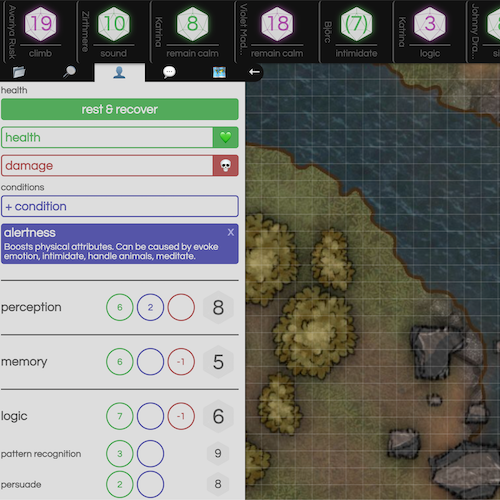 Avanya Rusk
19
climb
Zirthimere
10
sound
Katrina
8
remain calm
Violet Mad...
18
remain calm
Björc
(7)
intimidate
Katrina
3
logic
Johnny Dra...
health
rest & recover
health
damage
conditions
+ condition
alertness x
Boosts physical attributes. Can be caused by evoke
emotion, intimidate, handle animals, meditate.
perception 6 2 8
memory 6 -1 5
logic 7 -1 6
pattern recognition 3 9
persuade 2 8